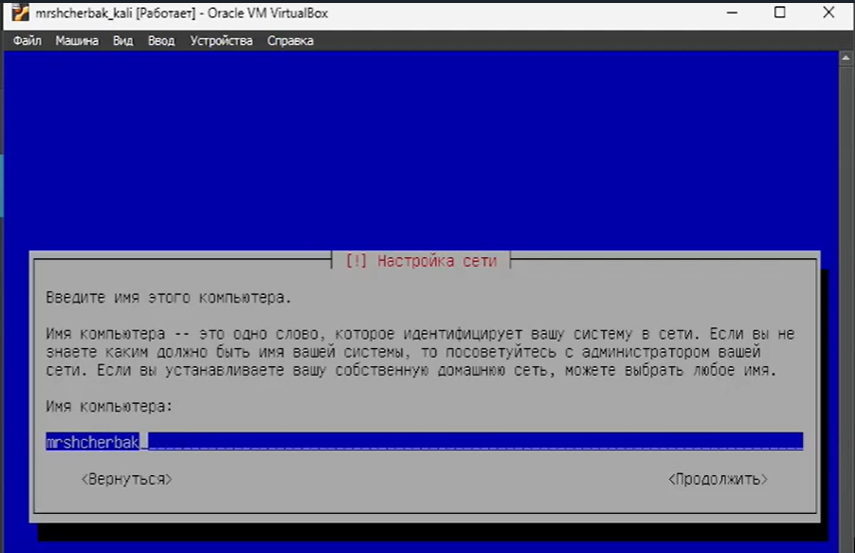 mrshcherbak_kali [Работает] - Oracle VM VirtualBox
Файл Машина Вид Ввод Устройства Справка
[!] Настройка сети
Введите имя этого компьютера.
Имя компьютера -- это одно слово, которое идентифицирует вашу систему в сети. Если вы не
знаете каким должно быть имя вашей системы, то посоветуйтесь с администратором вашей
сети. Если вы устанавливаете вашу собственную домашнюю сеть, можете выбрать любое имя.
Имя компьютера:
mrshcherbak
<Вернуться> <Продолжить>